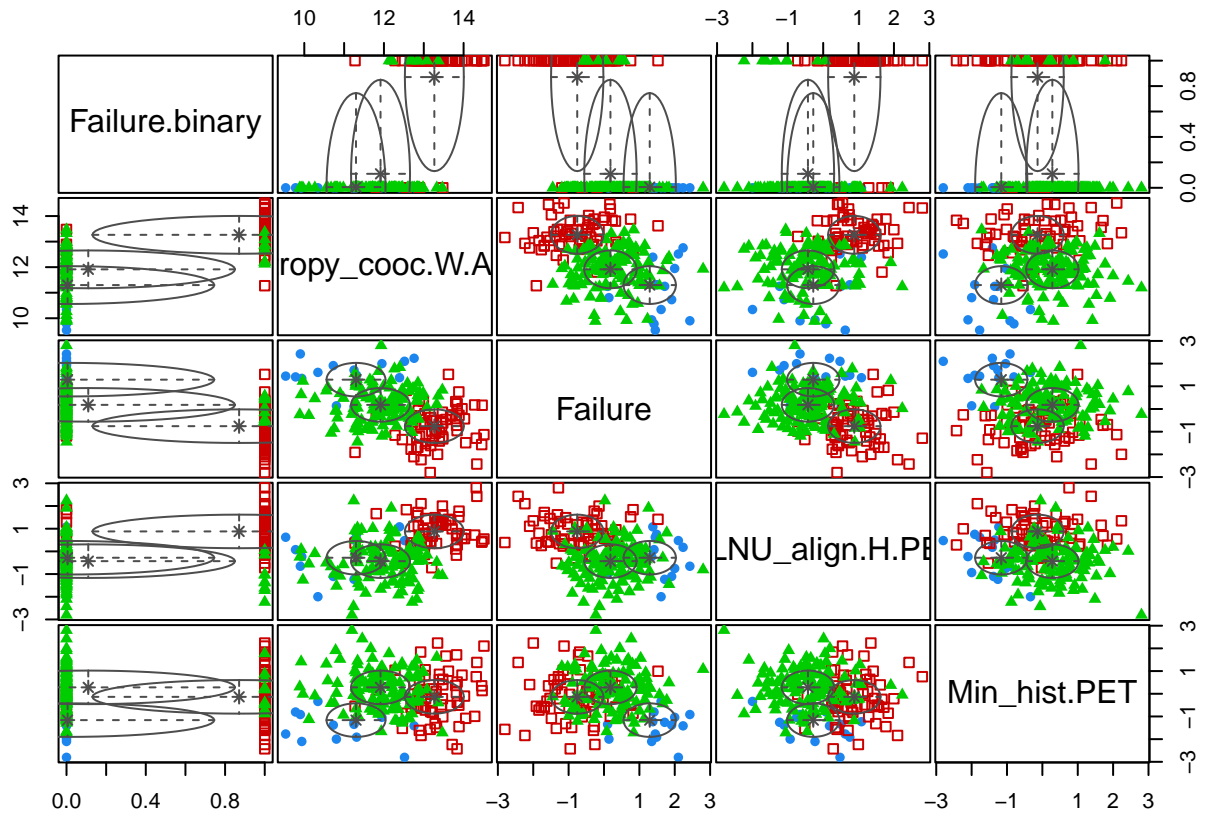 10 12 14 −3 −1 1 3
Failure.binary
0.0 0.4 0.8
ropy_cooc.W.A
10 12 14
Failure
−3 −1 1 3
LNU_align.H.PE
−3 −1 1 3
Min_hist.PET
−3 −1 1 3
0.0 0.4 0.8 −3 −1 1 2 3 −3 −1 1 2 3